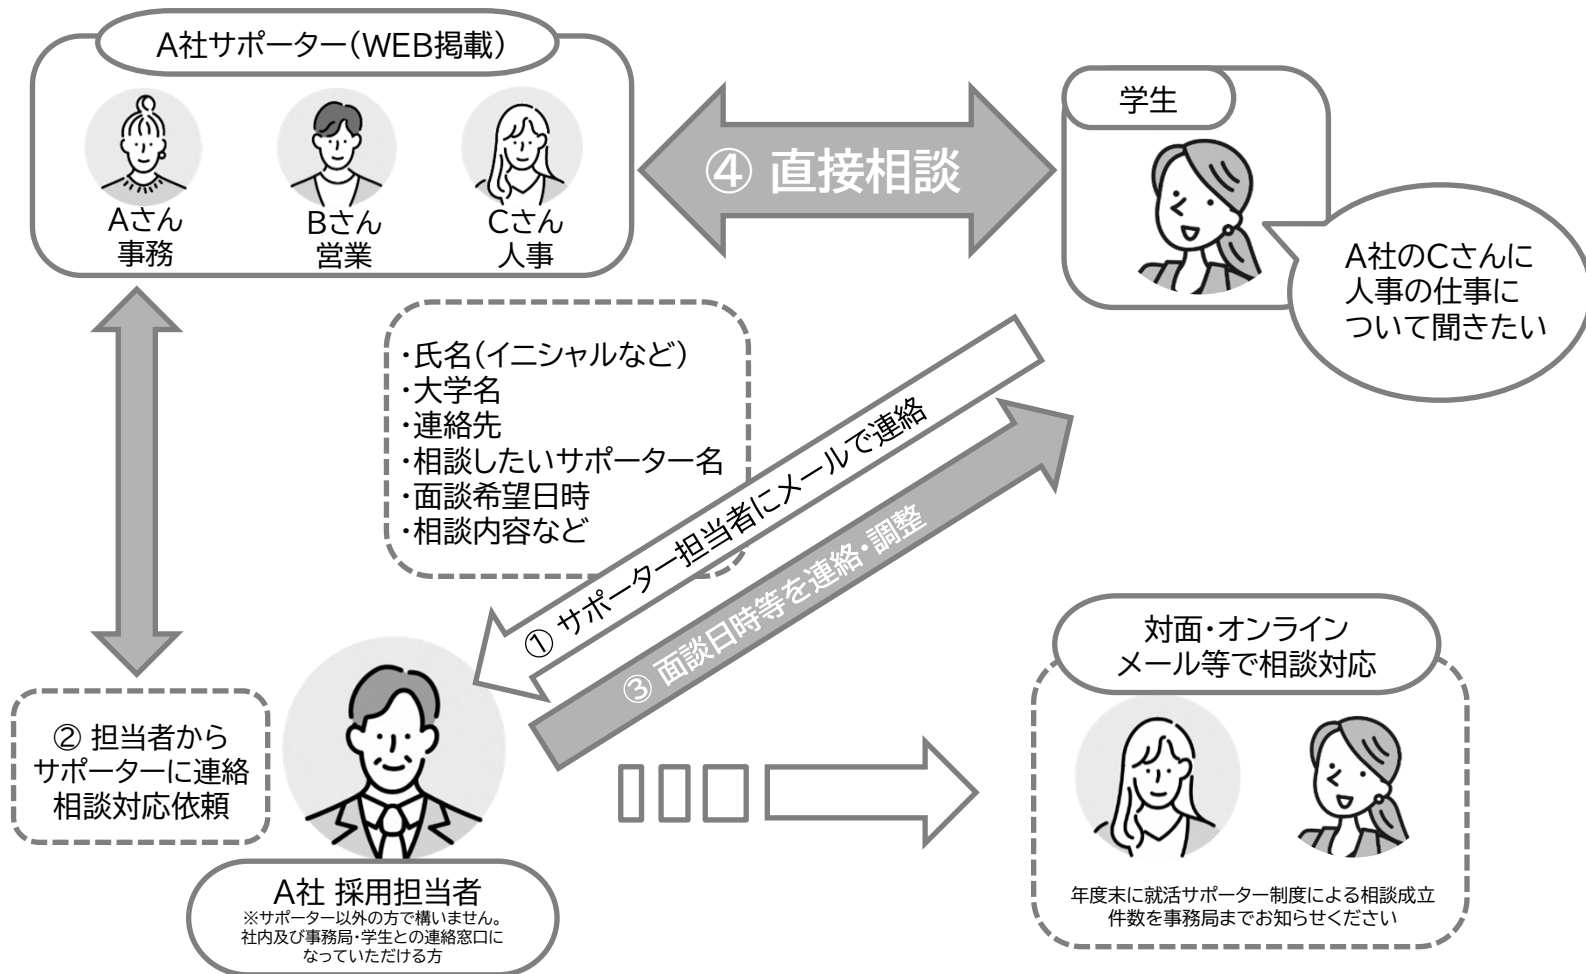 A社サポーター（WEB掲載）
Aさん
事務
Bさん
営業
Cさん
人事
④ 直接相談
学生
A社のCさんに
人事の仕事に
ついて聞きたい
・氏名（イニシャルなど）
・大学名
・連絡先
・相談したいサポーター名
・面談希望日時
・相談内容など
① サポーター担当者にメールで連絡
③ 面談日時等を連絡・調整
② 担当者から
サポーターに連絡
相談対応依頼
A社 採用担当者
※サポーター以外の方で構いません。
社内及び事務局・学生との連絡窓口に
なっていただける方
対面・オンライン
メール等で相談対応
年度末に就活サポーター制度による相談成立
件数を事務局までお知らせください